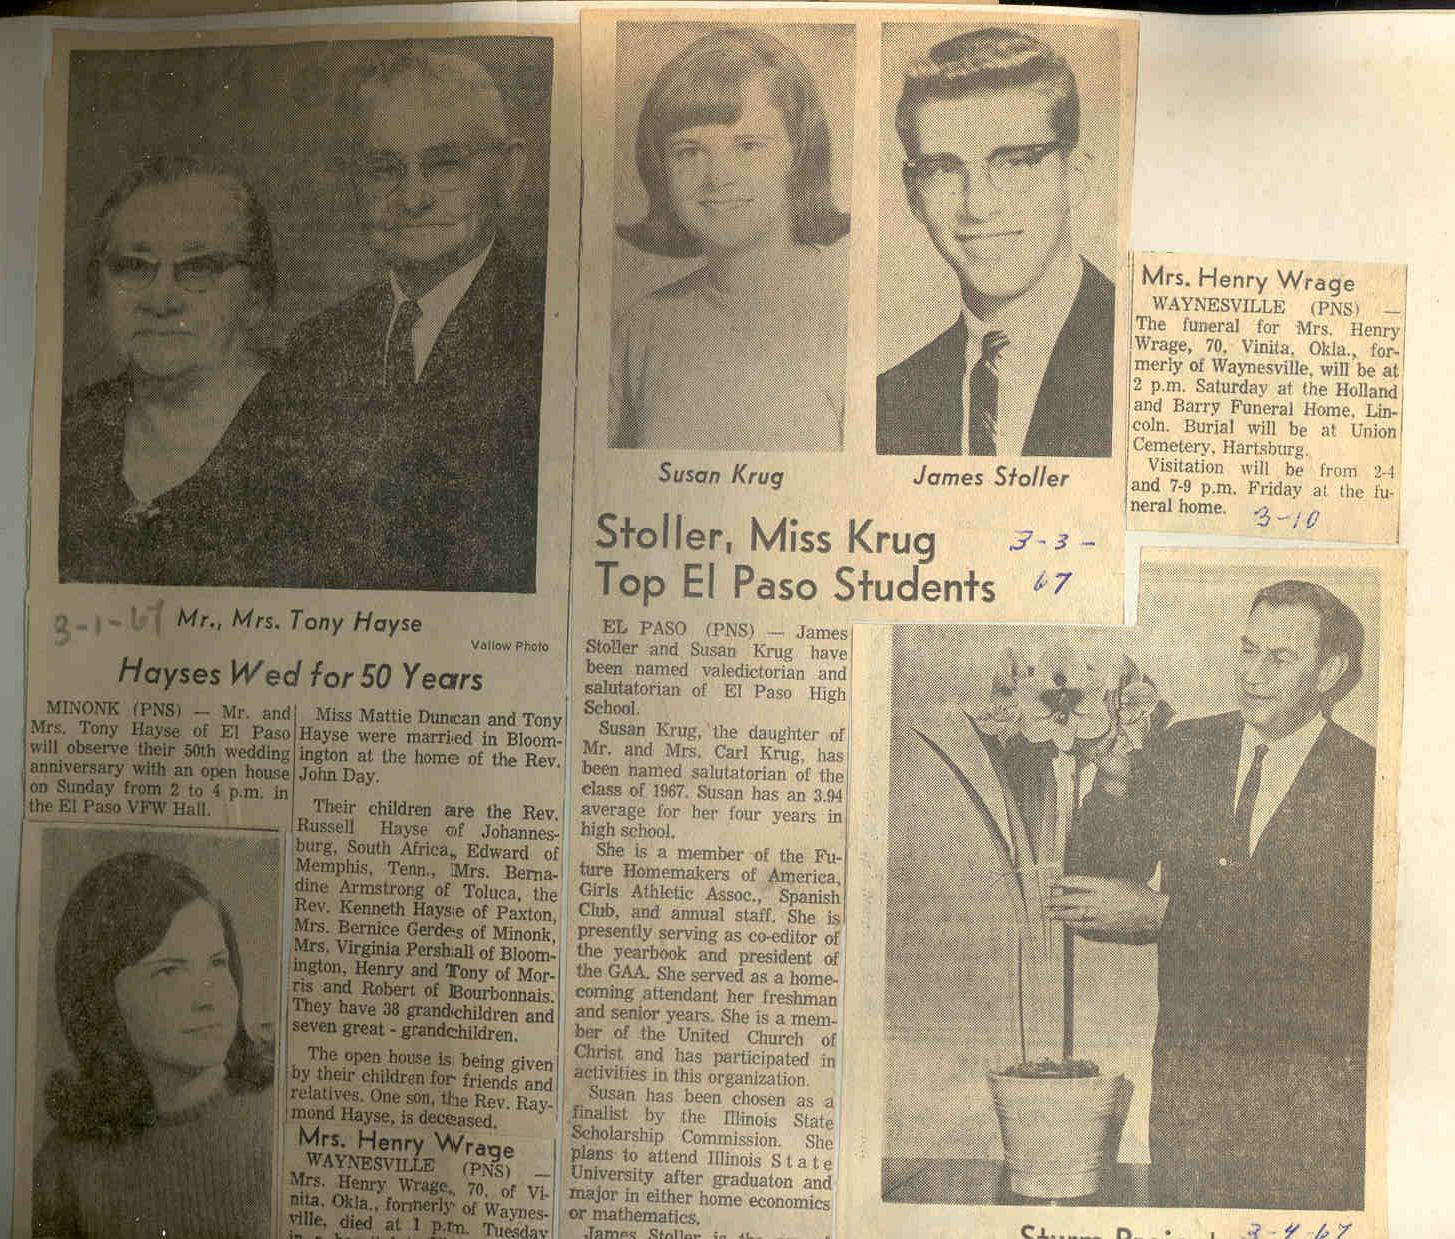 3-1-67 Mr., Mrs. Tony Hayse
Vallow Photo
Hayses Wed for 50 Years
MINONK (PNS) — Mr. and
Mrs. Tony Hayse of El Paso
will observe their 50th wedding
anniversary with an open house
on Sunday from 2 to 4 p.m. in
the El Paso VFW Hall.
Miss Mattie Duncan and Tony
Hayse were married in Bloom-
ington at the home of the Rev.
John Day.
Their children are the Rev.
Russell Hayse of Johannes-
burg, South Africa, Edward of
Memphis, Tenn., Mrs. Berna-
dine Armstrong of Toluca, the
Rev. Kenneth Hayse of Paxton,
Mrs. Bernice Gerdes of Minonk,
Mrs. Virginia Pershall of Bloom-
ington, Henry and Tony of Mor-
ris and Robert of Bourbonnais.
They have 38 grandchildren and
seven great - grandchildren.
The open house is being given
by their children for friends and
relatives. One son, the Rev. Ray-
mond Hayse, is deceased.
Mrs. Henry Wrage
WAYNESVILLE (PNS) —
Mrs. Henry Wrage, 70, of Vi-
nita, Okla., formerly of Waynes-
ville, died at 1 p.m. Tuesday
Susan Krug
James Stoller
Stoller, Miss Krug
Top El Paso Students
3-3-
67
EL PASO (PNS) — James
Stoller and Susan Krug have
been named valedictorian and
salutatorian of El Paso High
School.
Susan Krug, the daughter of
Mr. and Mrs. Carl Krug, has
been named salutatorian of the
class of 1967. Susan has an 3.94
average for her four years in
high school.
She is a member of the Fu-
ture Homemakers of America,
Girls Athletic Assoc., Spanish
Club, and annual staff. She is
presently serving as co-editor of
the yearbook and president of
the GAA. She served as a home-
coming attendant her freshman
and senior years. She is a mem-
ber of the United Church of
Christ and has participated in
activities in this organization.
Susan has been chosen as a
finalist by the Illinois State
Scholarship Commission. She
plans to attend Illinois State
University after graduaton and
major in either home economics
or mathematics.
James Stoller is the
Mrs. Henry Wrage
WAYNESVILLE (PNS) —
The funeral for Mrs. Henry
Wrage, 70, Vinita, Okla., for-
merly of Waynesville, will be at
2 p.m. Saturday at the Holland
and Barry Funeral Home, Lin-
coln. Burial will be at Union
Cemetery, Hartsburg.
Visitation will be from 2-4
and 7-9 p.m. Friday at the fu-
neral home.
3-10
3-4-67